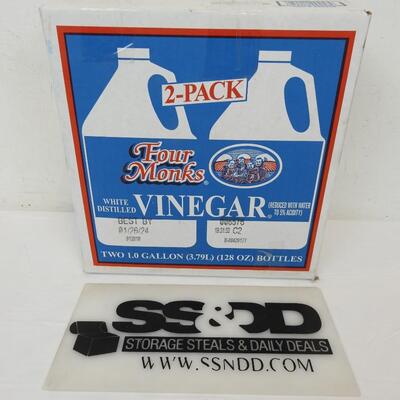 2-PACK
Four
Monks®
WHITE
DISTILLED
VINEGAR
(REDUCED WITH WATER
TO 5% ACIDITY)
BEST BY
01/26/24
C2
TWO 1.0 GALLON (3.79L) (128 OZ) BOTTLES
SS&DD
STORAGE STEALS & DAILY DEALS
WWW.SSNDD.COM